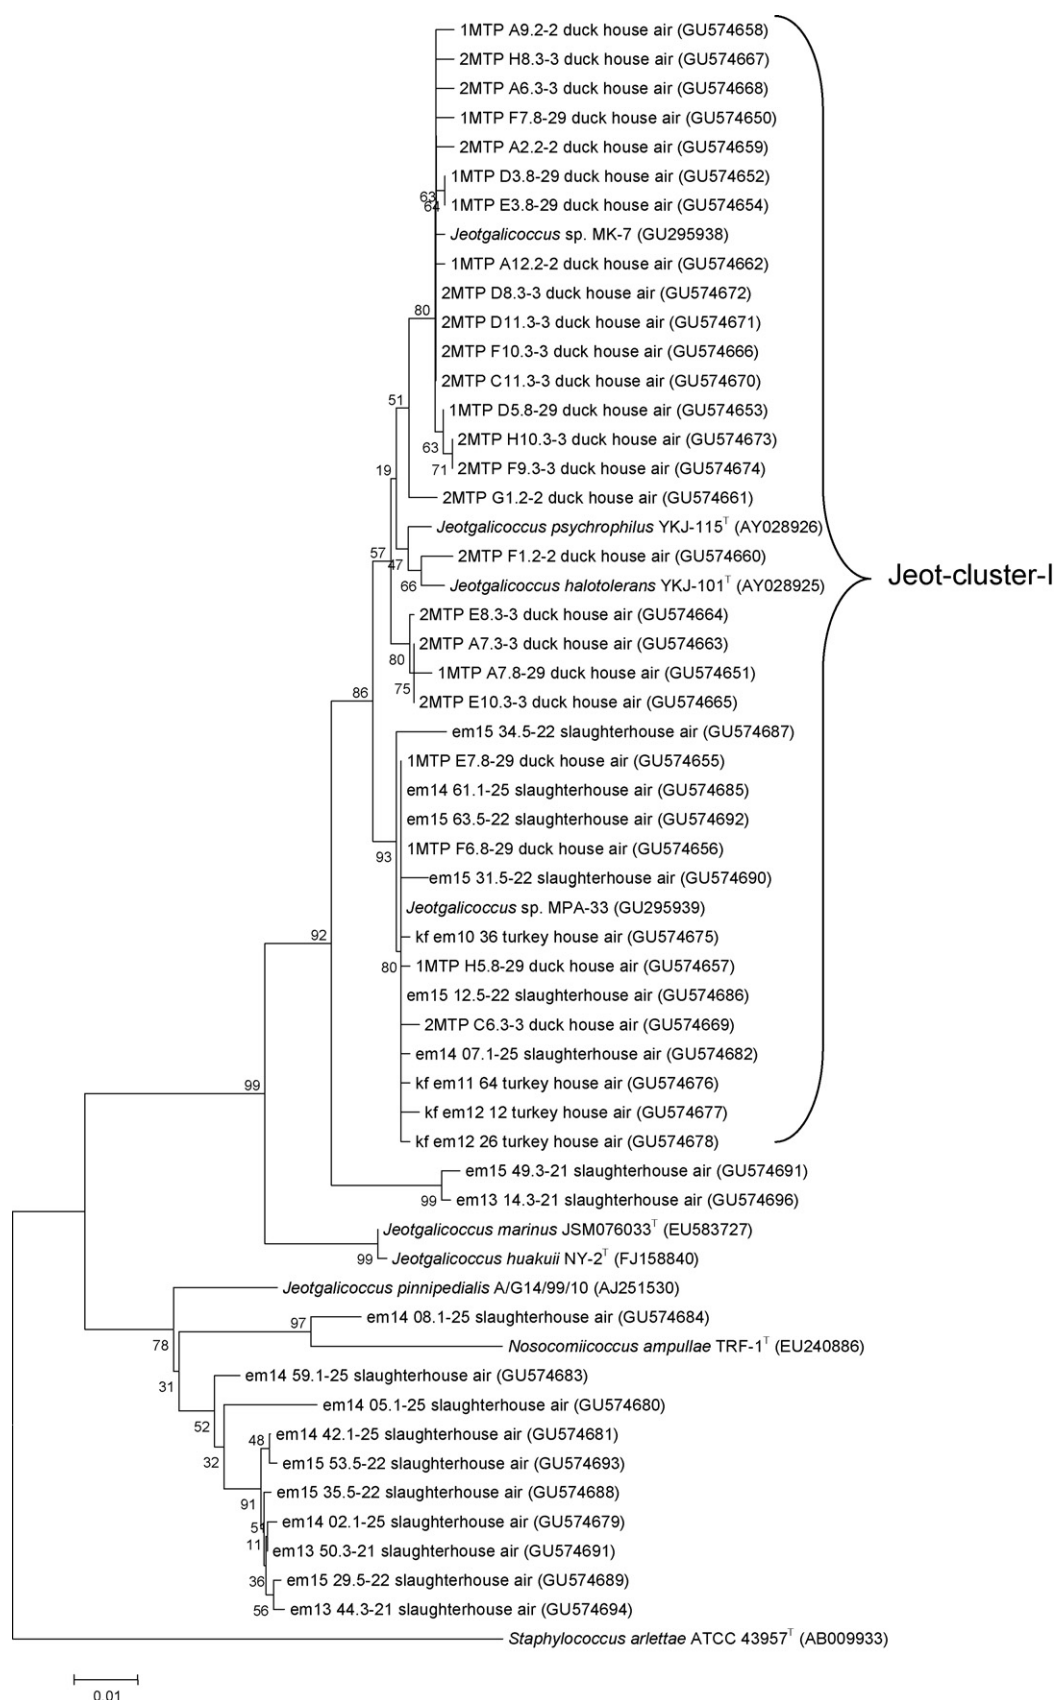 1MTP A9.2-2 duck house air (GU574658)
2MTP H8.3-3 duck house air (GU574667)
2MTP A6.3-3 duck house air (GU574668)
1MTP F7.8-29 duck house air (GU574650)
2MTP A2.2-2 duck house air (GU574659)
1MTP D3.8-29 duck house air (GU574652)
63
64
1MTP E3.8-29 duck house air (GU574654)
Jeotgalicoccus sp. MK-7 (GU295938)
1MTP A12.2-2 duck house air (GU574662)
2MTP D8.3-3 duck house air (GU574672)
80
2MTP D11.3-3 duck house air (GU574671)
2MTP F10.3-3 duck house air (GU574666)
2MTP C11.3-3 duck house air (GU574670)
51
1MTP D5.8-29 duck house air (GU574653)
63
2MTP H10.3-3 duck house air (GU574673)
19
71
2MTP F9.3-3 duck house air (GU574674)
2MTP G1.2-2 duck house air (GU574661)
Jeotgalicoccus psychrophilus YKJ-115T (AY028926)
57
47
2MTP F1.2-2 duck house air (GU574660)
Jeot-cluster-I
66
Jeotgalicoccus halotolerans YKJ-101T (AY028925)
2MTP E8.3-3 duck house air (GU574664)
2MTP A7.3-3 duck house air (GU574663)
80
1MTP A7.8-29 duck house air (GU574651)
86
75
2MTP E10.3-3 duck house air (GU574665)
em15 34.5-22 slaughterhouse air (GU574687)
1MTP E7.8-29 duck house air (GU574655)
em14 61.1-25 slaughterhouse air (GU574685)
em15 63.5-22 slaughterhouse air (GU574692)
93
1MTP F6.8-29 duck house air (GU574656)
em15 31.5-22 slaughterhouse air (GU574690)
Jeotgalicoccus sp. MPA-33 (GU295939)
92
kf em10 36 turkey house air (GU574675)
80
1MTP H5.8-29 duck house air (GU574657)
em15 12.5-22 slaughterhouse air (GU574686)
2MTP C6.3-3 duck house air (GU574669)
em14 07.1-25 slaughterhouse air (GU574682)
99
kf em11 64 turkey house air (GU574676)
kf em12 12 turkey house air (GU574677)
kf em12 26 turkey house air (GU574678)
em15 49.3-21 slaughterhouse air (GU574691)
99
em13 14.3-21 slaughterhouse air (GU574696)
Jeotgalicoccus marinus JSM076033T (EU583727)
99
Jeotgalicoccus huakuii NY-2T (FJ158840)
Jeotgalicoccus pinnipedialis A/G14/99/10 (AJ251530)
97
em14 08.1-25 slaughterhouse air (GU574684)
78
Nosocomiicoccus ampullae TRF-1T (EU240886)
31
em14 59.1-25 slaughterhouse air (GU574683)
em14 05.1-25 slaughterhouse air (GU574680)
52
48
em14 42.1-25 slaughterhouse air (GU574681)
32
em15 53.5-22 slaughterhouse air (GU574693)
em15 35.5-22 slaughterhouse air (GU574688)
91
em14 02.1-25 slaughterhouse air (GU574679)
11
em13 50.3-21 slaughterhouse air (GU574691)
36
em15 29.5-22 slaughterhouse air (GU574689)
56
em13 44.3-21 slaughterhouse air (GU574694)
Staphylococcus arlettae ATCC 43957T (AB009933)
0.01